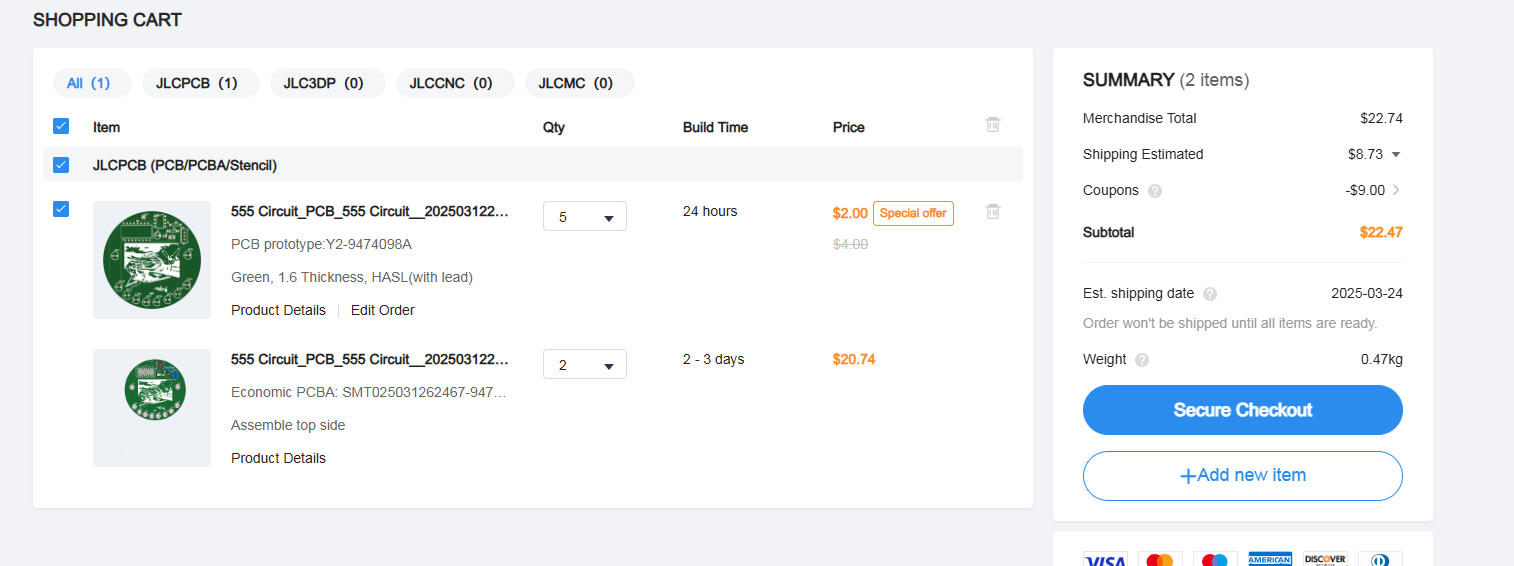 SHOPPING CART
All (1) JLCPCB (1) JLC3DP (0) JLCCNC (0) JLCMC (0)
Item Qty Build Time Price
JLCPCB (PCB/PCBA/Stencil)
555 Circuit_PCB_555 Circuit__202503122... 5 24 hours $2.00 Special offer
PCB prototype:Y2-9474098A $4.00
Green, 1.6 Thickness, HASL(with lead)
Product Details Edit Order
555 Circuit_PCB_555 Circuit__202503122... 2 2 - 3 days $20.74
Economic PCBA: SMT025031262467-947...
Assemble top side
Product Details
SUMMARY (2 items)
Merchandise Total $22.74
Shipping Estimated $8.73
Coupons ? -$9.00
Subtotal $22.47
Est. shipping date ? 2025-03-24
Order won't be shipped until all items are ready.
Weight ? 0.47kg
Secure Checkout
+Add new item
VISA AMERICAN DISCOVER